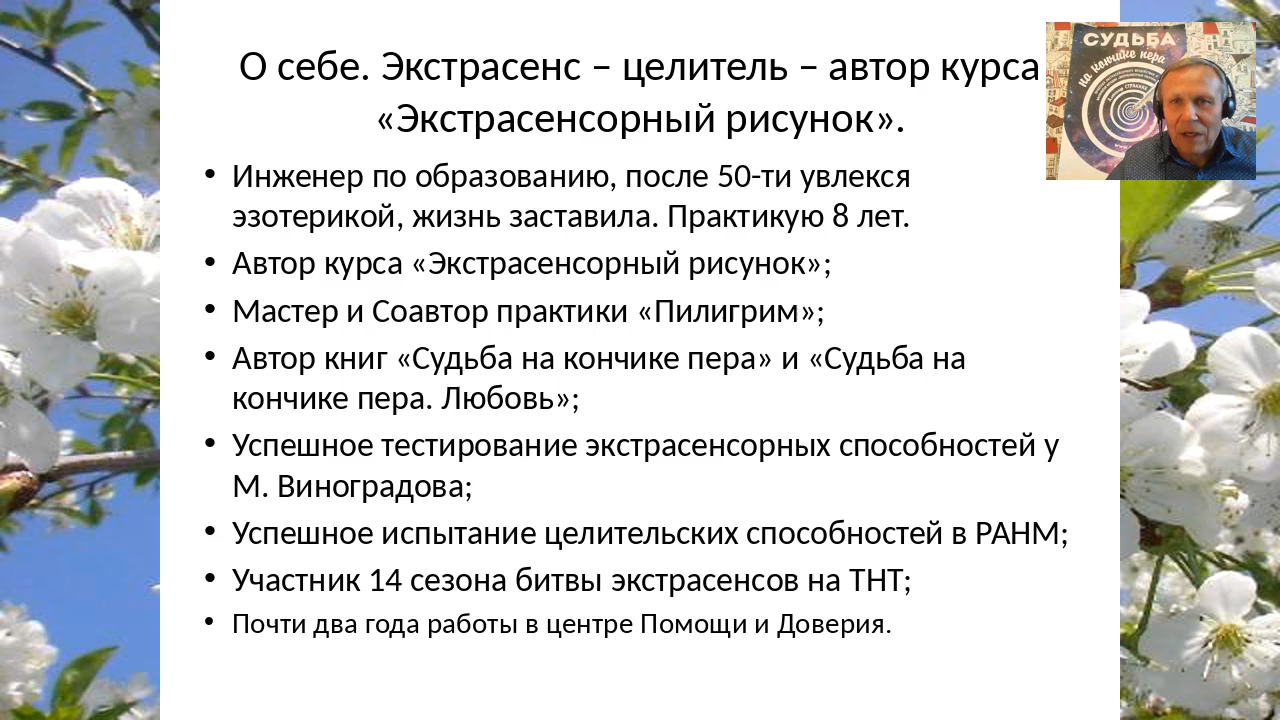 О себе. Экстрасенс – целитель – автор курса
«Экстрасенсорный рисунок».
• Инженер по образованию, после 50-ти увлекся
эзотерикой, жизнь заставила. Практикую 8 лет.
• Автор курса «Экстрасенсорный рисунок»;
• Мастер и Соавтор практики «Пилигрим»;
• Автор книг «Судьба на кончике пера» и «Судьба на
кончике пера. Любовь»;
• Успешное тестирование экстрасенсорных способностей у
М. Виноградова;
• Успешное испытание целительских способностей в РАНМ;
• Участник 14 сезона битвы экстрасенсов на ТНТ;
• Почти два года работы в центре Помощи и Доверия.
СУДЬБА
на кончике пера